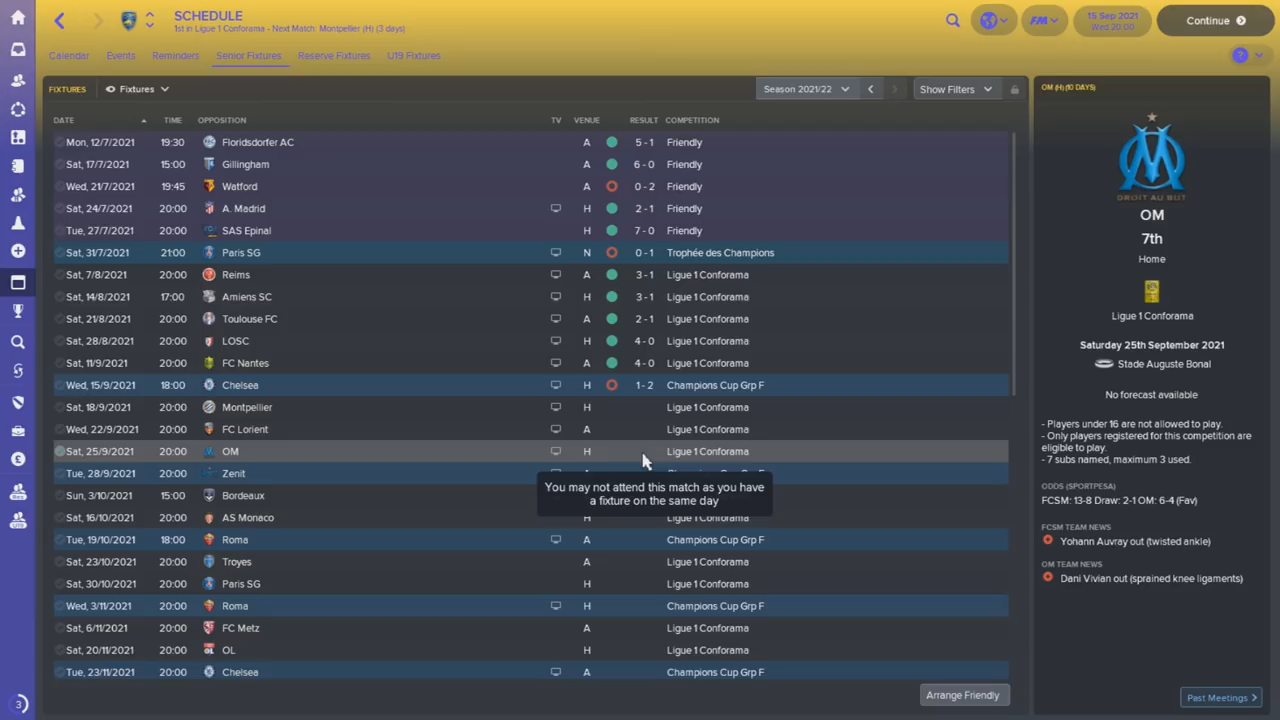 SCHEDULE
1st in Ligue 1 Conforama - Next Match: Montpellier (H) (3 days)
FM
15 Sep 2021
Wed 20:00
Continue
Calendar Events Reminders Senior Fixtures Reserve Fixtures U19 Fixtures
?
FIXTURES Fixtures Season 2021/22 Show Filters
DATE TIME OPPOSITION TV VENUE RESULT COMPETITION
Mon, 12/7/2021 19:30 Floridsdorfer AC A 5 - 1 Friendly
Sat, 17/7/2021 15:00 Gillingham A 6 - 0 Friendly
Wed, 21/7/2021 19:45 Watford A 0 - 2 Friendly
Sat, 24/7/2021 20:00 A. Madrid H 2 - 1 Friendly
Tue, 27/7/2021 20:00 SAS Epinal H 7 - 0 Friendly
Sat, 31/7/2021 21:00 Paris SG N 0 - 1 Trophée des Champions
Sat, 7/8/2021 20:00 Reims A 3 - 1 Ligue 1 Conforama
Sat, 14/8/2021 17:00 Amiens SC H 3 - 1 Ligue 1 Conforama
Sat, 21/8/2021 20:00 Toulouse FC A 2 - 1 Ligue 1 Conforama
Sat, 28/8/2021 20:00 LOSC H 4 - 0 Ligue 1 Conforama
Sat, 11/9/2021 20:00 FC Nantes A 4 - 0 Ligue 1 Conforama
Wed, 15/9/2021 18:00 Chelsea H 1 - 2 Champions Cup Grp F
Sat, 18/9/2021 20:00 Montpellier H Ligue 1 Conforama
Wed, 22/9/2021 20:00 FC Lorient A Ligue 1 Conforama
Sat, 25/9/2021 20:00 OM H Ligue 1 Conforama
Tue, 28/9/2021 20:00 Zenit
You may not attend this match as you have
a fixture on the same day
Sun, 3/10/2021 15:00 Bordeaux
Sat, 16/10/2021 20:00 AS Monaco H Ligue 1 Conforama
Tue, 19/10/2021 18:00 Roma A Champions Cup Grp F
Sat, 23/10/2021 20:00 Troyes A Ligue 1 Conforama
Sat, 30/10/2021 20:00 Paris SG H Ligue 1 Conforama
Wed, 3/11/2021 20:00 Roma H Champions Cup Grp F
Sat, 6/11/2021 20:00 FC Metz A Ligue 1 Conforama
Sat, 20/11/2021 20:00 OL H Ligue 1 Conforama
Tue, 23/11/2021 20:00 Chelsea A Champions Cup Grp F
Arrange Friendly
3
OM (H) (10 DAYS)
DROIT AU BUT
OM
7th
Home
Ligue 1 Conforama
Saturday 25th September 2021
Stade Auguste Bonal
No forecast available
- Players under 16 are not allowed to play.
- Only players registered for this competition are
eligible to play.
- 7 subs named, maximum 3 used.
ODDS (SPORTPESA)
FCSM: 13-8 Draw: 2-1 OM: 6-4 (Fav)
FCSM TEAM NEWS
Yohann Auvray out (twisted ankle)
OM TEAM NEWS
Dani Vivian out (sprained knee ligaments)
Past Meetings